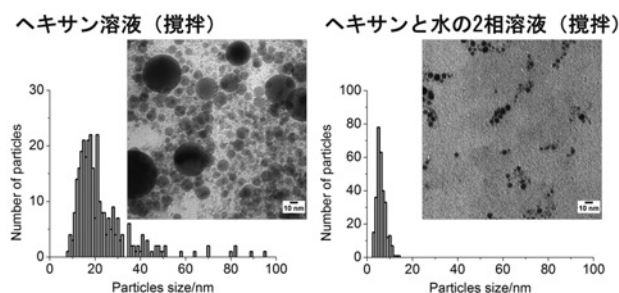 ヘキサン溶液（撹拌）
30
20
10
0
Number of particles
10 nm
0 20 40 60 80 100
Particles size/nm
ヘキサンと水の2相溶液（撹拌）
100
80
60
40
20
0
Number of particles
10 nm
0 20 40 60 80 100
Particles size/nm